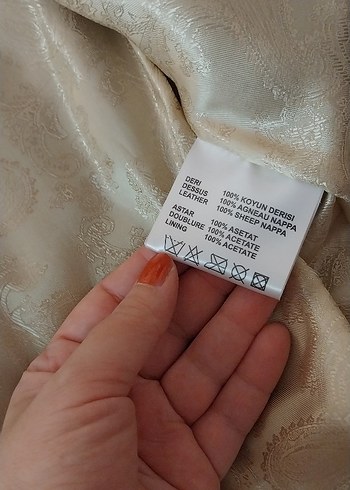 DERI 100% KOYUN DERISI
DESSUS 100% AGNEAU NAPPA
LEATHER 100% SHEEP NAPPA
ASTAR 100% ASETAT
DOUBLURE 100% ACETATE
LINING 100% ACETATE